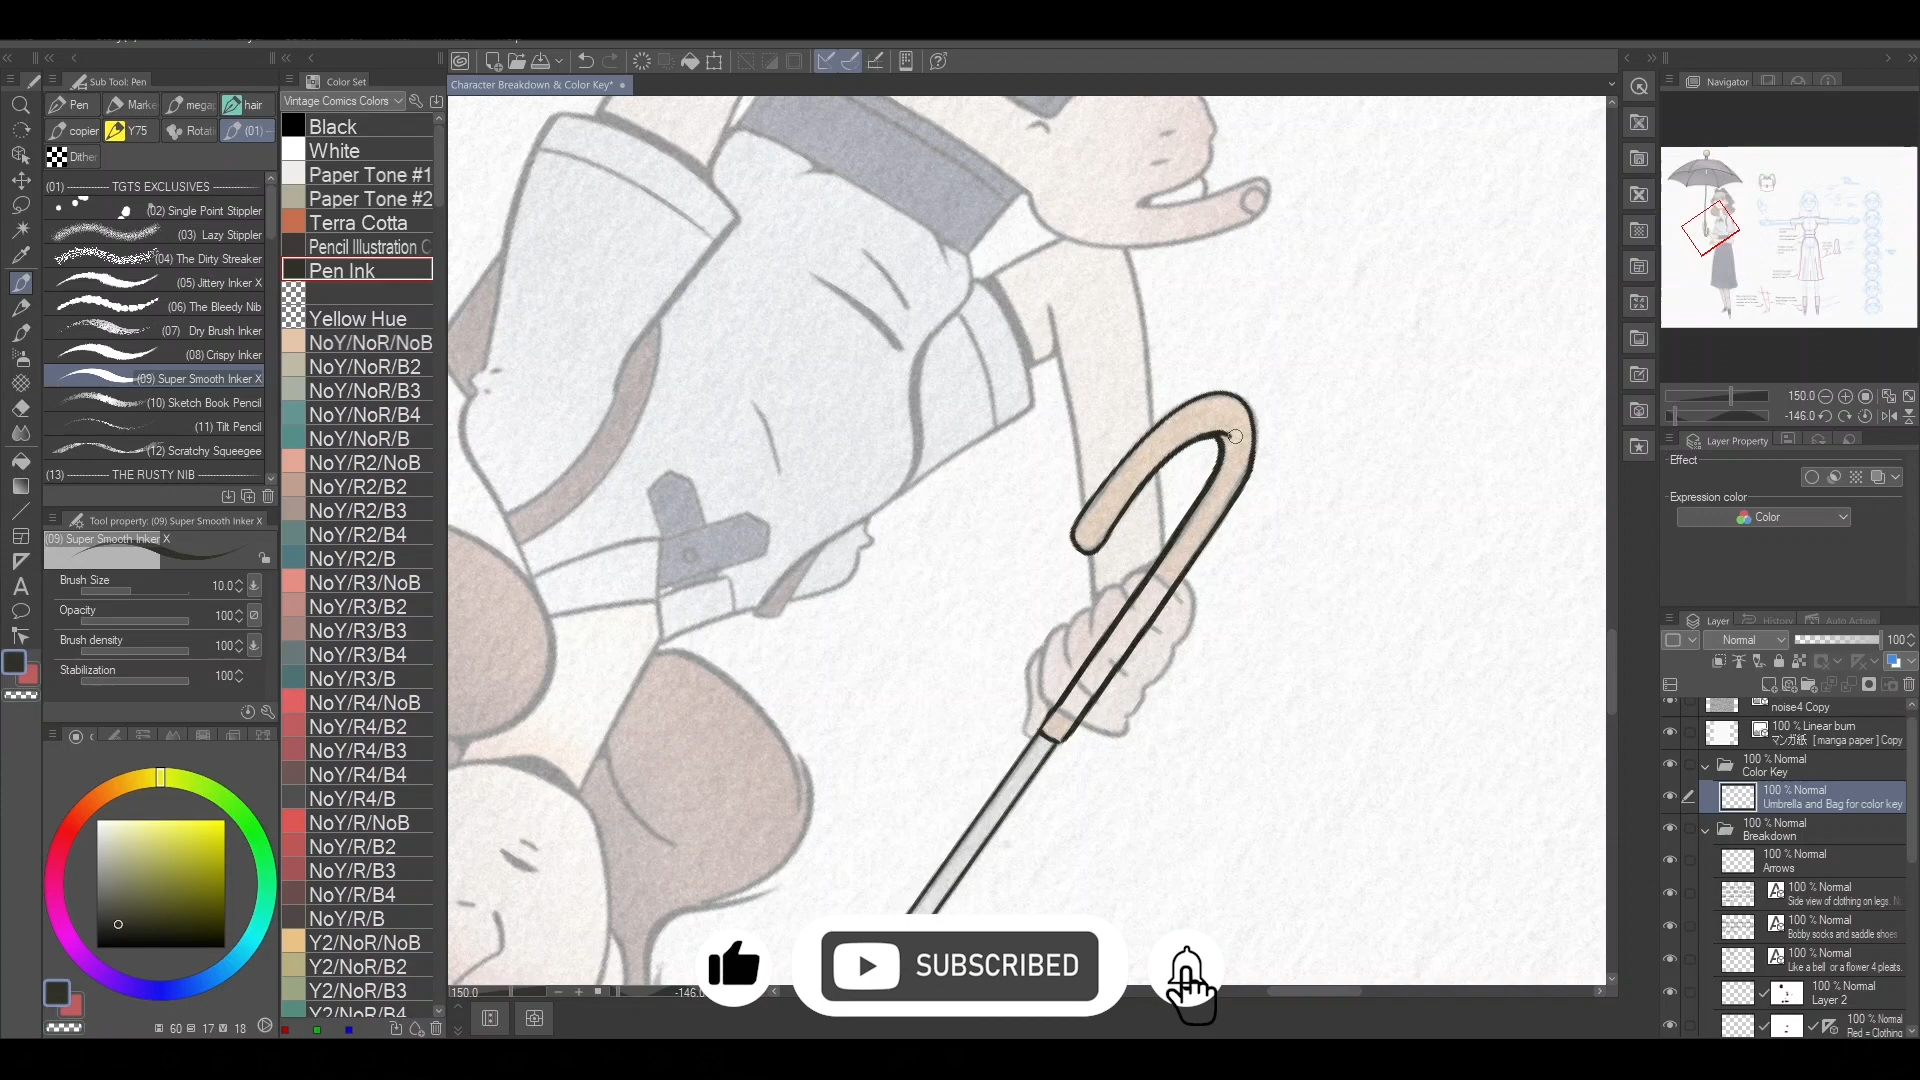 Sub Tool: Pen
Color Set
Character Breakdown & Color Key*
Navigator
Pen
Marke
mega
hair
copier
Y75
Rotati
(01)
Dither
Vintage Comics Colors
(01) ------------- TGTS EXCLUSIVES -------------
(02) Single Point Stippler
(03) Lazy Stippler
(04) The Dirty Streaker
(05) Jittery Inker X
(06) The Bleedy Nib
(07) Dry Brush Inker
(08) Crispy Inker
(09) Super Smooth Inker X
(10) Sketch Book Pencil
(11) Tilt Pencil
(12) Scratchy Squeegee
(13) ------------- THE RUSTY NIB -------------
Tool property: (09) Super Smooth Inker X
(09) Super Smooth Inker X
Brush Size
10.0
Opacity
100
Brush density
100
Stabilization
100
60 17 18
Black
White
Paper Tone #1
Paper Tone #2
Terra Cotta
Pencil Illustration C
Pen Ink
Yellow Hue
NoY/NoR/NoB
NoY/NoR/B2
NoY/NoR/B3
NoY/NoR/B4
NoY/NoR/B
NoY/R2/NoB
NoY/R2/B2
NoY/R2/B3
NoY/R2/B4
NoY/R2/B
NoY/R3/NoB
NoY/R3/B2
NoY/R3/B3
NoY/R3/B4
NoY/R3/B
NoY/R4/NoB
NoY/R4/B2
NoY/R4/B3
NoY/R4/B4
NoY/R4/B
NoY/R/NoB
NoY/R/B2
NoY/R/B3
NoY/R/B4
NoY/R/B
Y2/NoR/NoB
Y2/NoR/B2
Y2/NoR/B3
Y2/NoR/B4
150.0
-146.0
SUBSCRIBED
150.0
-146.0
Layer Property
Effect
Expression color
Color
Layer
History
Auto Action
Normal
100
noise4 Copy
100 % Linear burn
マンガ紙 [ manga paper ] Copy
100 % Normal
Color Key
100 % Normal
Umbrella and Bag for color key
100 % Normal
Breakdown
100 % Normal
Arrows
100 % Normal
Side view of clothing on legs. N
100 % Normal
Bobby socks and saddle shoes
100 % Normal
Like a bell or a flower 4 pleats.
100 % Normal
Layer 2
100 % Normal
Red = Clothing